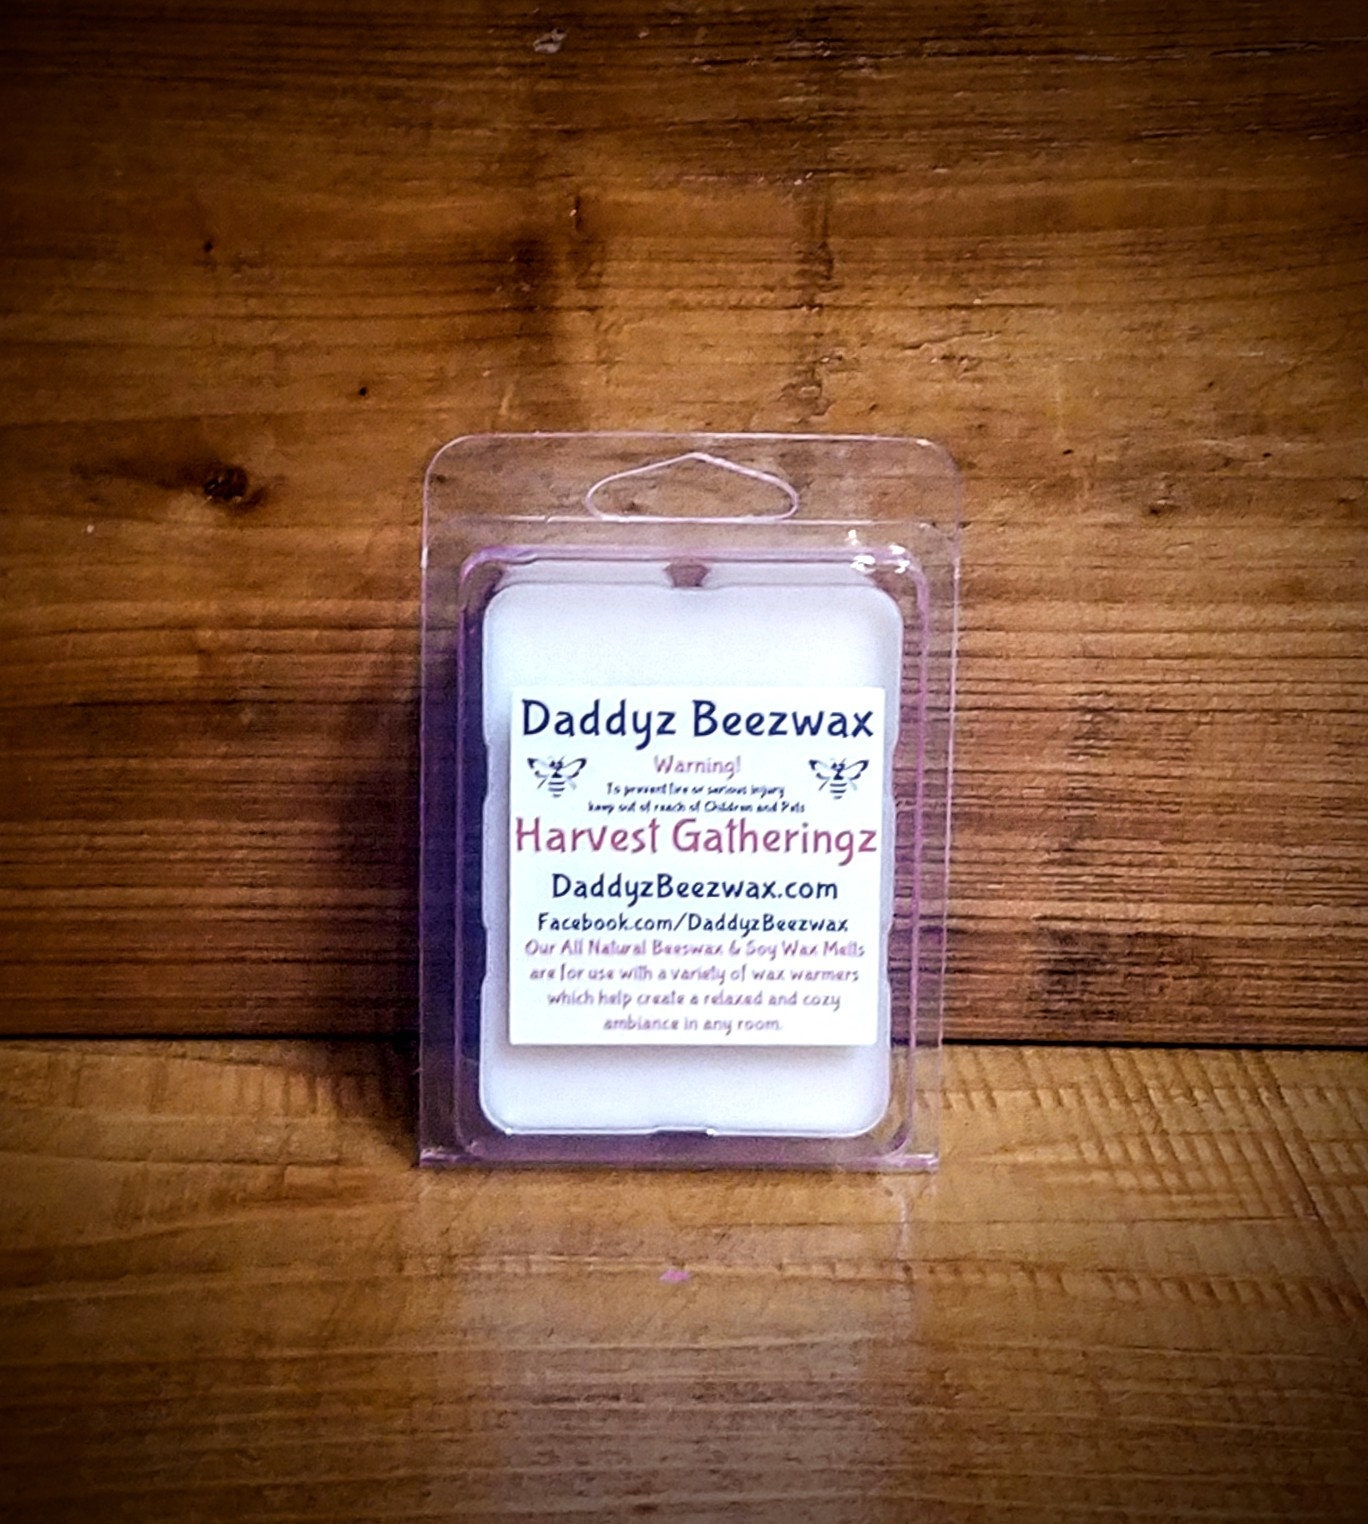 Daddyz Beezwax
Warning!
To prevent fire or serious injury
keep out of reach of Children and Pets
Harvest Gatheringz
DaddyzBeezwax.com
Facebook.com/DaddyzBeezwax
Our All Natural Beeswax & Soy Wax Melts
are for use with a variety of wax warmers
which help create a relaxed and cozy
ambiance in any room.